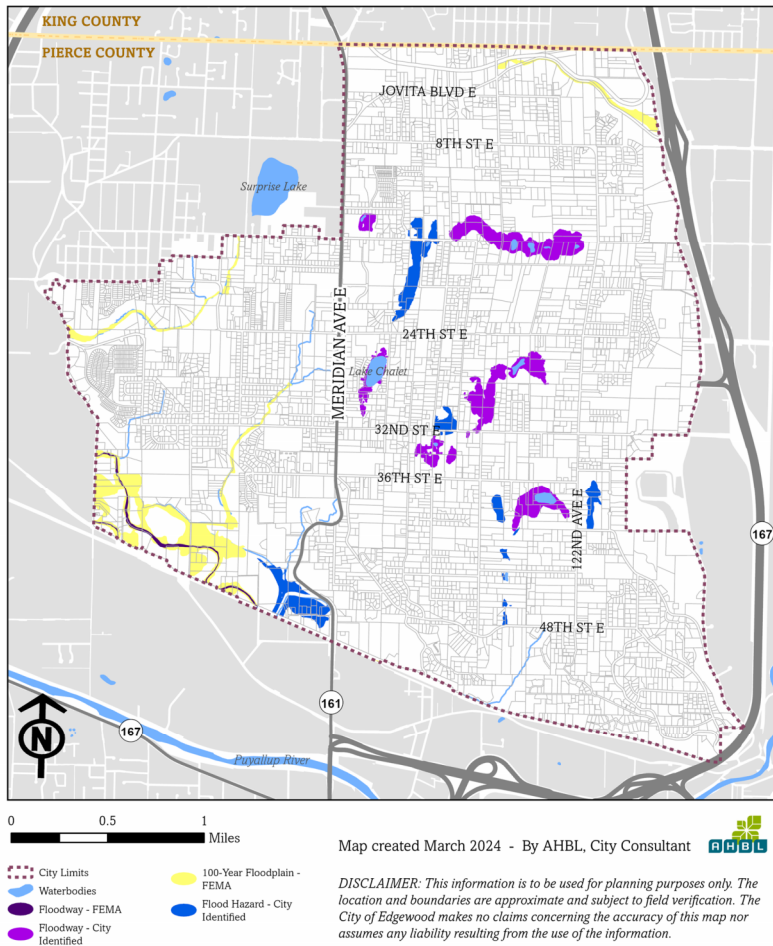 KING COUNTY
PIERCE COUNTY
JOVITA BLVD E
8TH ST E
Surprise Lake
MERIDIAN AVE E
24TH ST E
Lake Chalet
32ND ST E
36TH ST E
122ND AVE E
167
48TH ST E
161
N
167
Puyallup River
0 1
Miles
Map created March 2024 - By AHBL, City Consultant
AHBL
City Limits
Waterbodies
Floodway - FEMA
Floodway - City
Identified
100-Year Floodplain -
FEMA
Flood Hazard - City
Identified
DISCLAIMER: This information is to be used for planning purposes only. The
location and boundaries are approximate and subject to field verification. The
City of Edgewood makes no claims concerning the accuracy of this map nor
assumes any liability resulting from the use of the information.